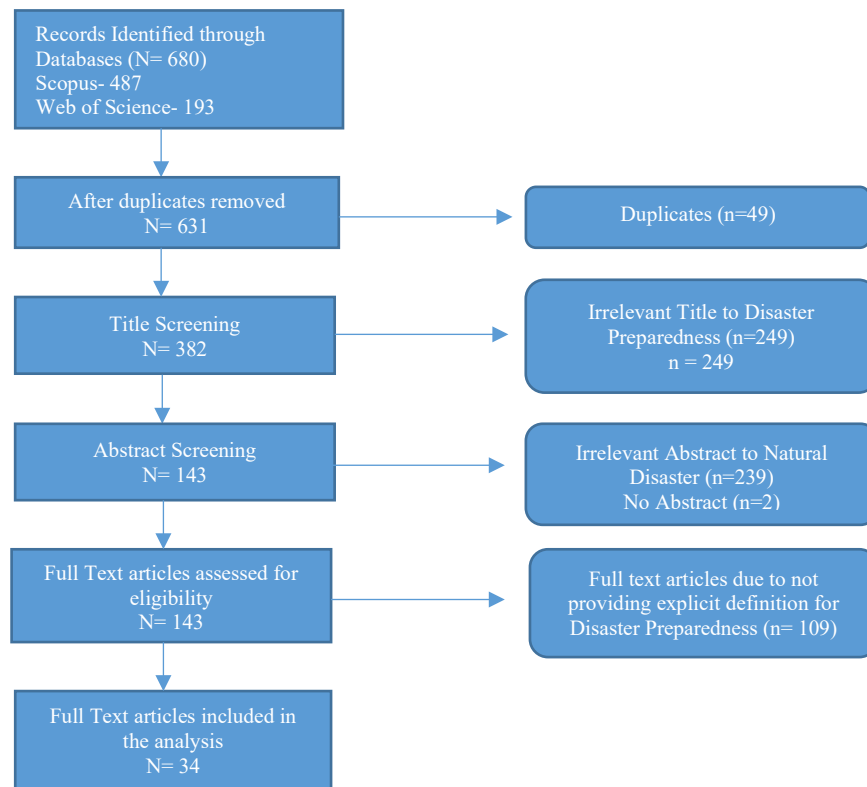 Records Identified through
Databases (N= 680)
Scopus- 487
Web of Science- 193
After duplicates removed
N= 631
Duplicates (n=49)
Title Screening
N= 382
Irrelevant Title to Disaster
Preparedness (n=249)
n = 249
Abstract Screening
N= 143
Irrelevant Abstract to Natural
Disaster (n=239)
No Abstract (n=2)
Full Text articles assessed for
eligibility
N= 143
Full text articles due to not
providing explicit definition for
Disaster Preparedness (n= 109)
Full Text articles included in
the analysis
N= 34